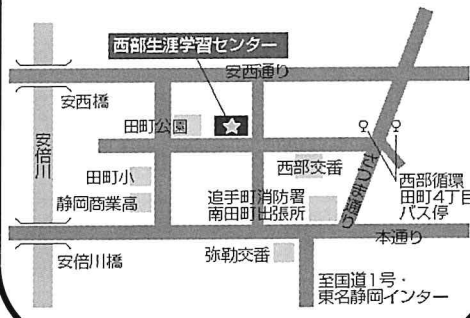 西部生涯学習センター
安西通り
安西橋
田町公園
安倍川
西部交番
田町小
静岡商業高
追手町消防署
南田町出張所
さつま通り
西部循環
田町4丁目
バス停
本通り
安倍川橋
弥勒交番
至国道1号・
東名静岡インター